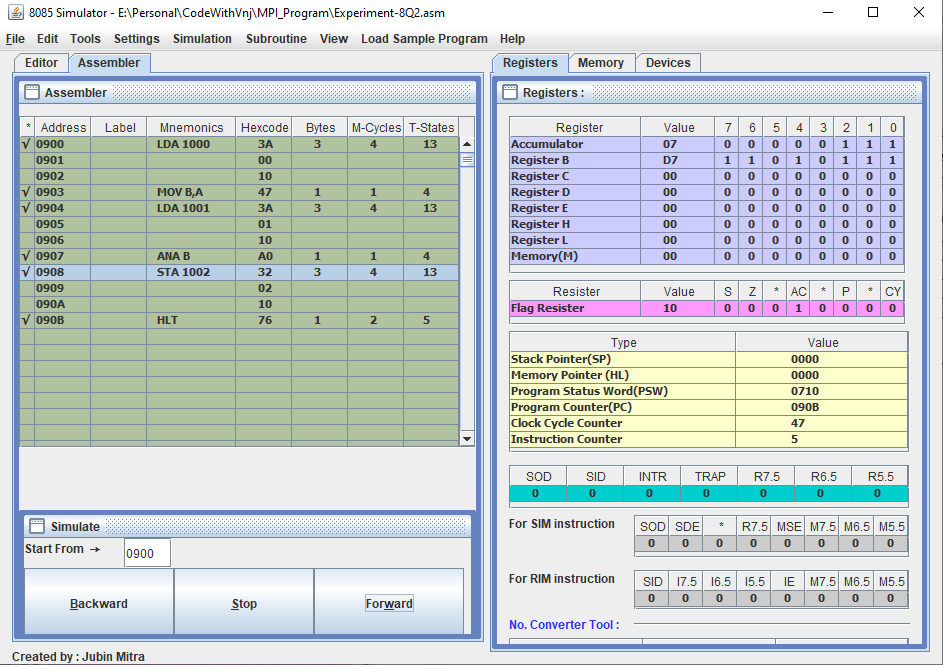 8085 Simulator - E:\Personal\CodeWithVnj\MPI_Program\Experiment-8Q2.asm
File Edit Tools Settings Simulation Subroutine View Load Sample Program Help
Editor Assembler
Assembler
* Address Label Mnemonics Hexcode Bytes M-Cycles T-States
√ 0900 LDA 1000 3A 3 4 13
0901 00
0902 10
√ 0903 MOV B,A 47 1 1 4
√ 0904 LDA 1001 3A 3 4 13
0905 01
0906 10
√ 0907 ANA B A0 1 1 4
√ 0908 STA 1002 32 3 4 13
0909 02
090A 10
√ 090B HLT 76 1 2 5
Simulate
Start From → 0900
Backward Stop Forward
Created by : Jubin Mitra
Registers Memory Devices
Registers :
Register Value 7 6 5 4 3 2 1 0
Accumulator 07 0 0 0 0 0 1 1 1
Register B D7 1 1 0 1 0 1 1 1
Register C 00 0 0 0 0 0 0 0 0
Register D 00 0 0 0 0 0 0 0 0
Register E 00 0 0 0 0 0 0 0 0
Register H 00 0 0 0 0 0 0 0 0
Register L 00 0 0 0 0 0 0 0 0
Memory(M) 00 0 0 0 0 0 0 0 0
Resister Value S Z * AC * P * CY
Flag Resister 10 0 0 0 1 0 0 0 0
Type Value
Stack Pointer(SP) 0000
Memory Pointer (HL) 0000
Program Status Word(PSW) 0710
Program Counter(PC) 090B
Clock Cycle Counter 47
Instruction Counter 5
SOD SID INTR TRAP R7.5 R6.5 R5.5
0 0 0 0 0 0 0
For SIM instruction
SOD SDE * R7.5 MSE M7.5 M6.5 M5.5
0 0 0 0 0 0 0 0
For RIM instruction
SID I7.5 I6.5 I5.5 IE M7.5 M6.5 M5.5
0 0 0 0 0 0 0 0
No. Converter Tool :